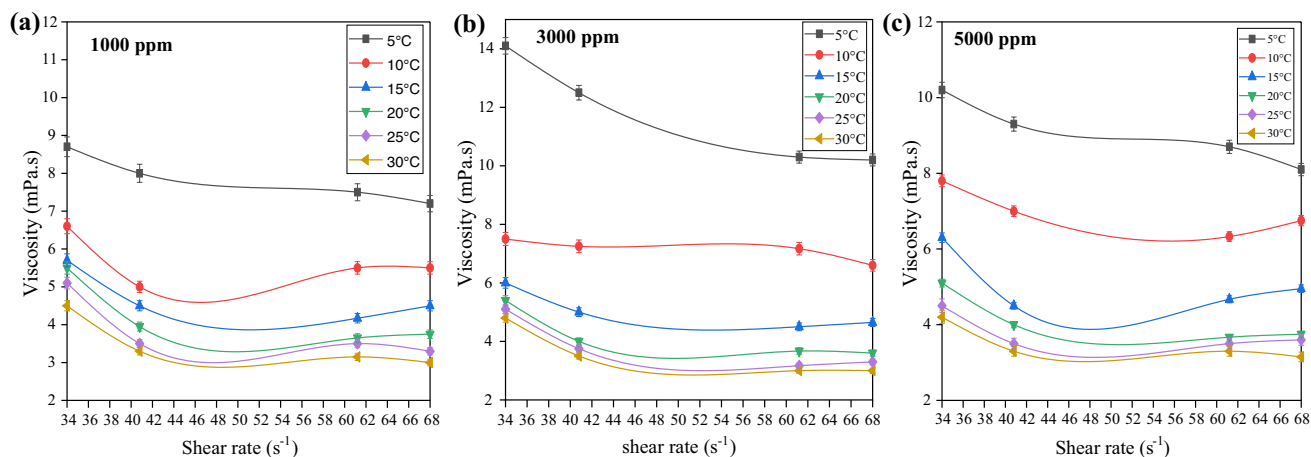 (a)
1000 ppm
5°C
10°C
15°C
20°C
25°C
30°C
Viscosity (mPa.s)
12
11
10
9
8
7
6
5
4
3
2
34 36 38 40 42 44 46 48 50 52 54 56 58 60 62 64 66 68
Shear rate (s-1)
(b)
3000 ppm
5°C
10°C
15°C
20°C
25°C
30°C
Viscosity (mPa.s)
14
12
10
8
6
4
2
34 36 38 40 42 44 46 48 50 52 54 56 58 60 62 64 66 68
shear rate (s-1)
(c)
5000 ppm
5°C
10°C
15°C
20°C
25°C
30°C
Viscosity (mPa.s)
12
10
8
6
4
2
34 36 38 40 42 44 46 48 50 52 54 56 58 60 62 64 66 68
Shear rate (s-1)